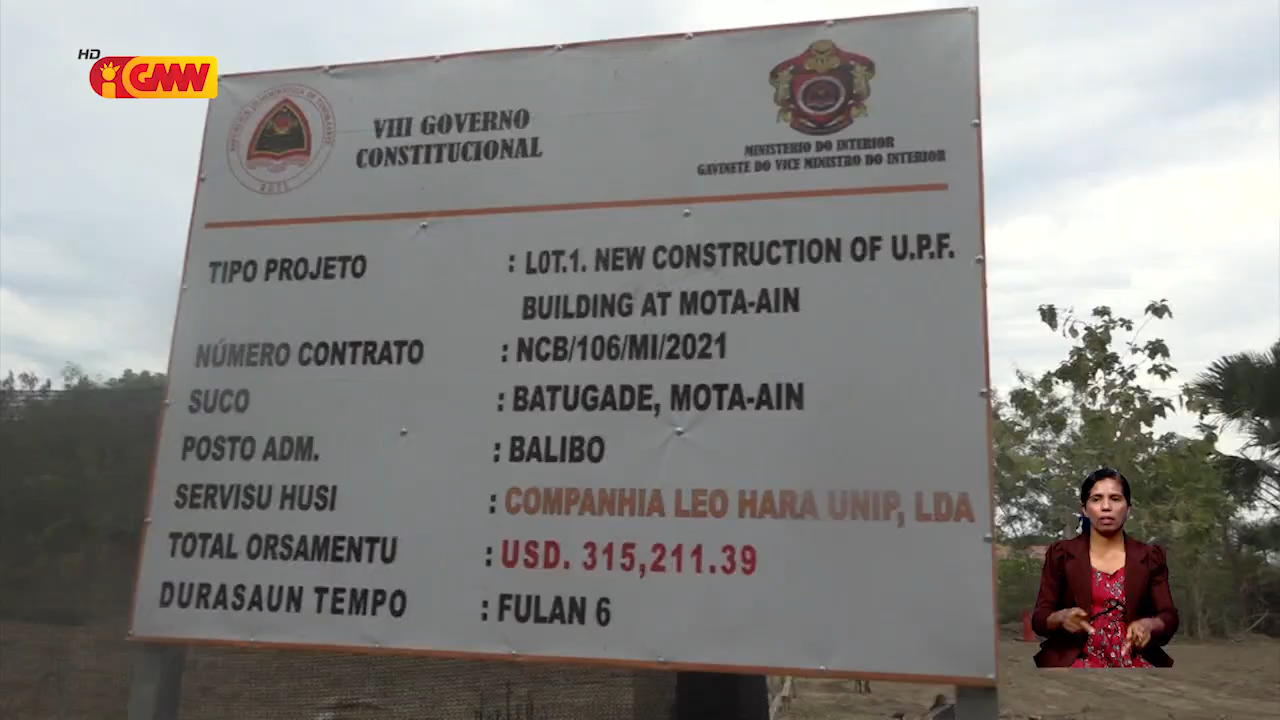 HD
GMN
VIII GOVERNO
CONSTITUCIONAL
MINISTERIO DO INTERIOR
GAVINETE DO VICE MINISTRO DO INTERIOR
TIPO PROJETO : LOT.1. NEW CONSTRUCTION OF U.P.F.
BUILDING AT MOTA-AIN
NÚMERO CONTRATO : NCB/106/MI/2021
SUCO : BATUGADE, MOTA-AIN
POSTO ADM. : BALIBO
SERVISU HUSI : COMPANHIA LEO HARA UNIP, LDA
TOTAL ORSAMENTU : USD. 315,211.39
DURASAUN TEMPO : FULAN 6